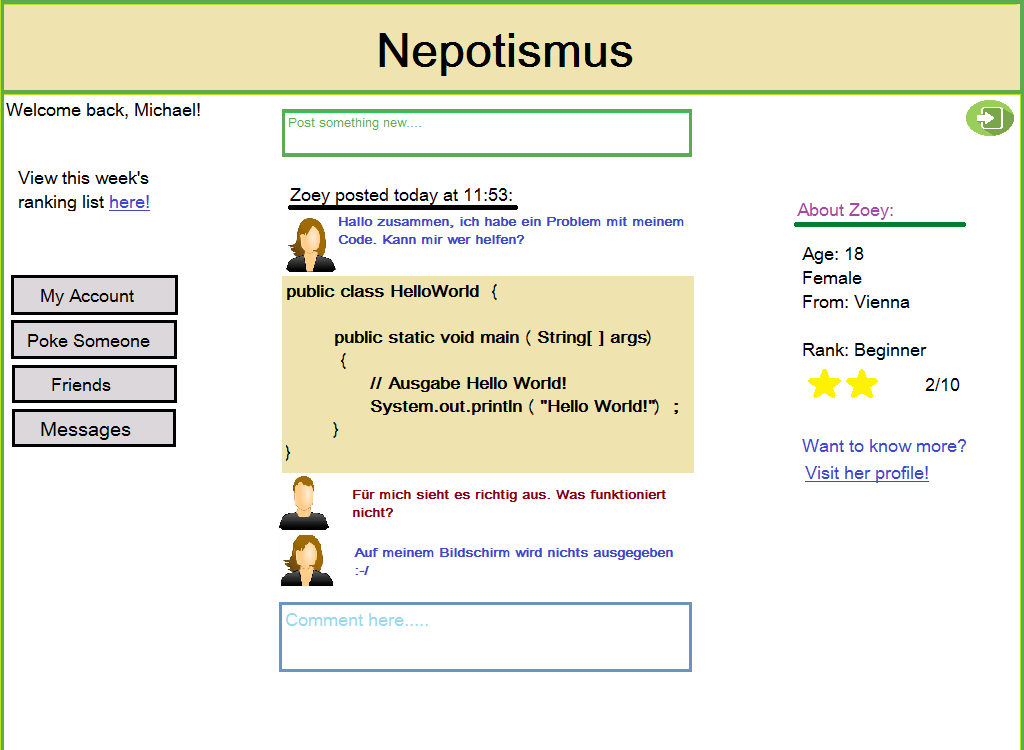 Nepotismus
Welcome back, Michael!
View this week's
ranking list here!
My Account
Poke Someone
Friends
Messages
Post something new....
Zoey posted today at 11:53:
Hallo zusammen, ich habe ein Problem mit meinem
Code. Kann mir wer helfen?
public class HelloWorld {
public static void main ( String[ ] args)
{
// Ausgabe Hello World!
System.out.println ( "Hello World!") ;
}
}
Für mich sieht es richtig aus. Was funktioniert
nicht?
Auf meinem Bildschirm wird nichts ausgegeben
:-/
Comment here.....
About Zoey:
Age: 18
Female
From: Vienna
Rank: Beginner
2/10
Want to know more?
Visit her profile!